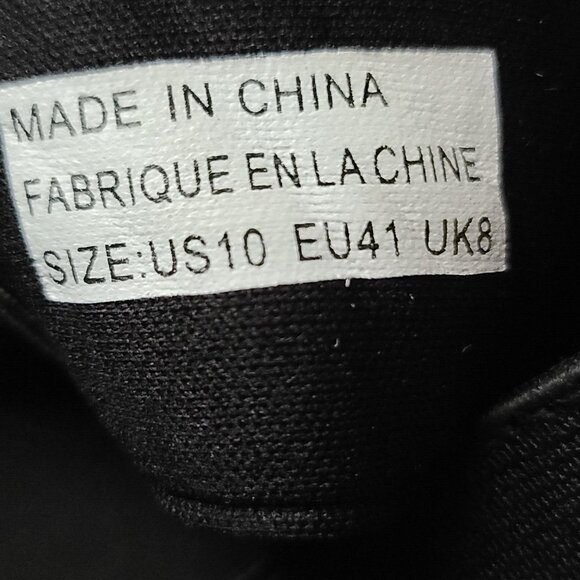 MADE IN CHINA
FABRIQUE EN LA CHINE
SIZE:US10 EU41 UK8